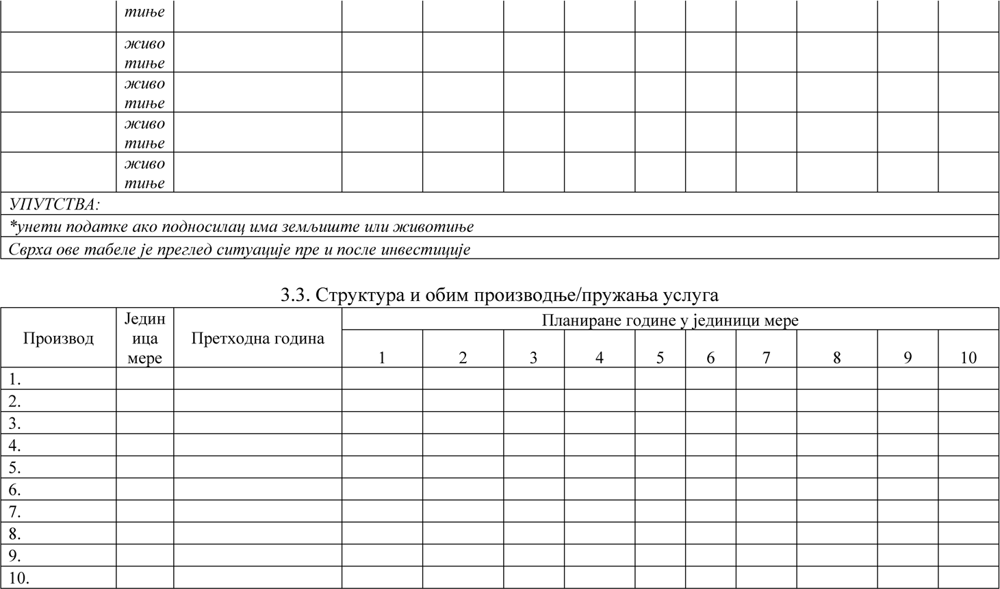 тиње
живо
тиње
живо
тиње
живо
тиње
живо
тиње
УПУТСТВА:
*унети податке ако подносилац има земљиште или животиње
Сврха ове табеле је преглед ситуације пре и после инвестиције
3.3. Структура и обим производње/пружања услуга
Производ
Једин
ица
мере
Претходна година
Планиране године у јединици мере
1 2 3 4 5 6 7 8 9 10
1.
2.
3.
4.
5.
6.
7.
8.
9.
10.